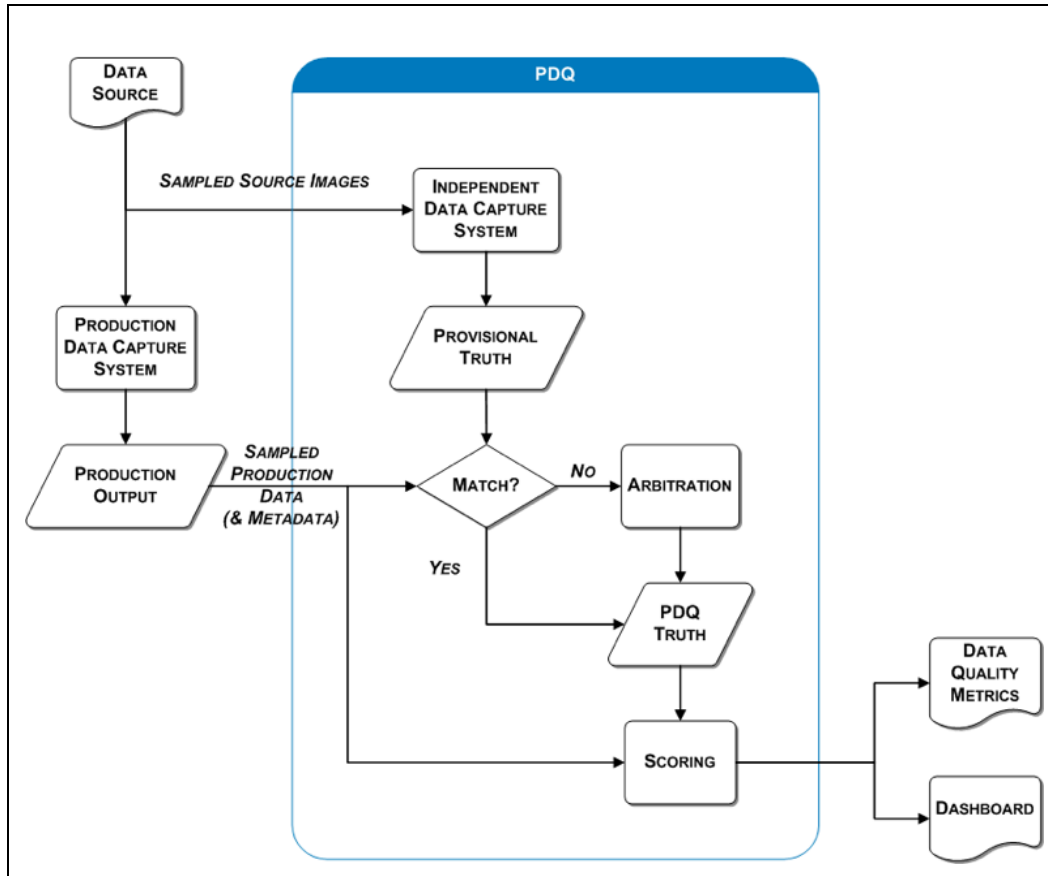 PDQ
DATA
SOURCE
SAMPLED SOURCE IMAGES
INDEPENDENT
DATA CAPTURE
SYSTEM
PRODUCTION
DATA CAPTURE
SYSTEM
PROVISIONAL
TRUTH
PRODUCTION
OUTPUT
SAMPLED
PRODUCTION
DATA
(& METADATA)
MATCH?
NO
ARBITRATION
YES
PDQ
TRUTH
DATA
QUALITY
METRICS
SCORING
DASHBOARD